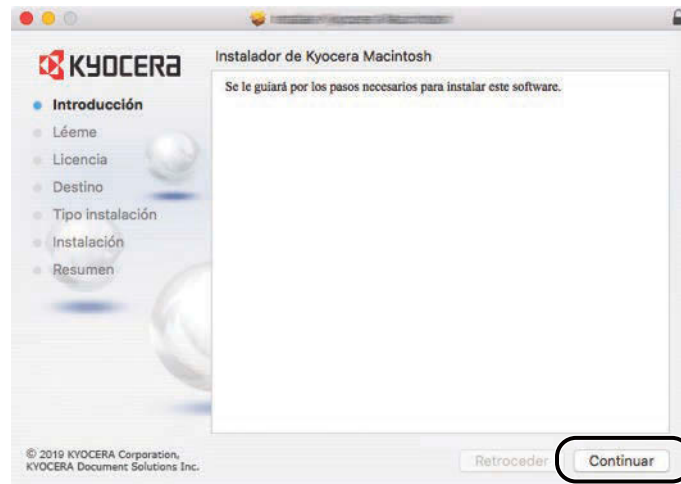 KYOCERA
Instalador de Kyocera Macintosh
Se le guiará por los pasos necesarios para instalar este software.
Introducción
Léeme
Licencia
Destino
Tipo instalación
Instalación
Resumen
© 2019 KYOCERA Corporation,
KYOCERA Document Solutions Inc.
Retroceder
Continuar